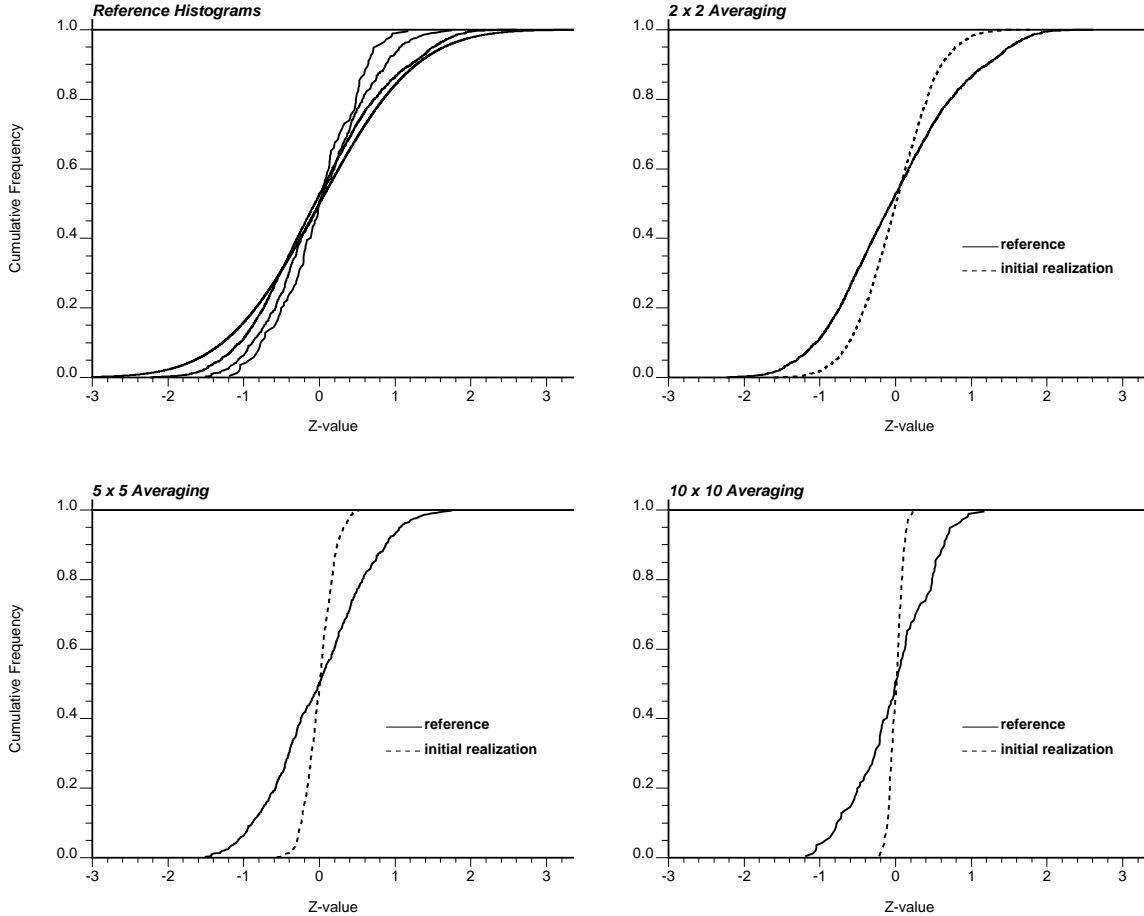 Reference Histograms
Cumulative Frequency
1.0
0.8
0.6
0.4
0.2
0.0
-3 -2 -1 0 1 2 3
Z-value
2 x 2 Averaging
1.0
0.8
0.6
0.4
0.2
0.0
reference
initial realization
-3 -2 -1 0 1 2 3
Z-value
5 x 5 Averaging
Cumulative Frequency
1.0
0.8
0.6
0.4
0.2
0.0
reference
initial realization
-3 -2 -1 0 1 2 3
Z-value
10 x 10 Averaging
1.0
0.8
0.6
0.4
0.2
0.0
reference
initial realization
-3 -2 -1 0 1 2 3
Z-value